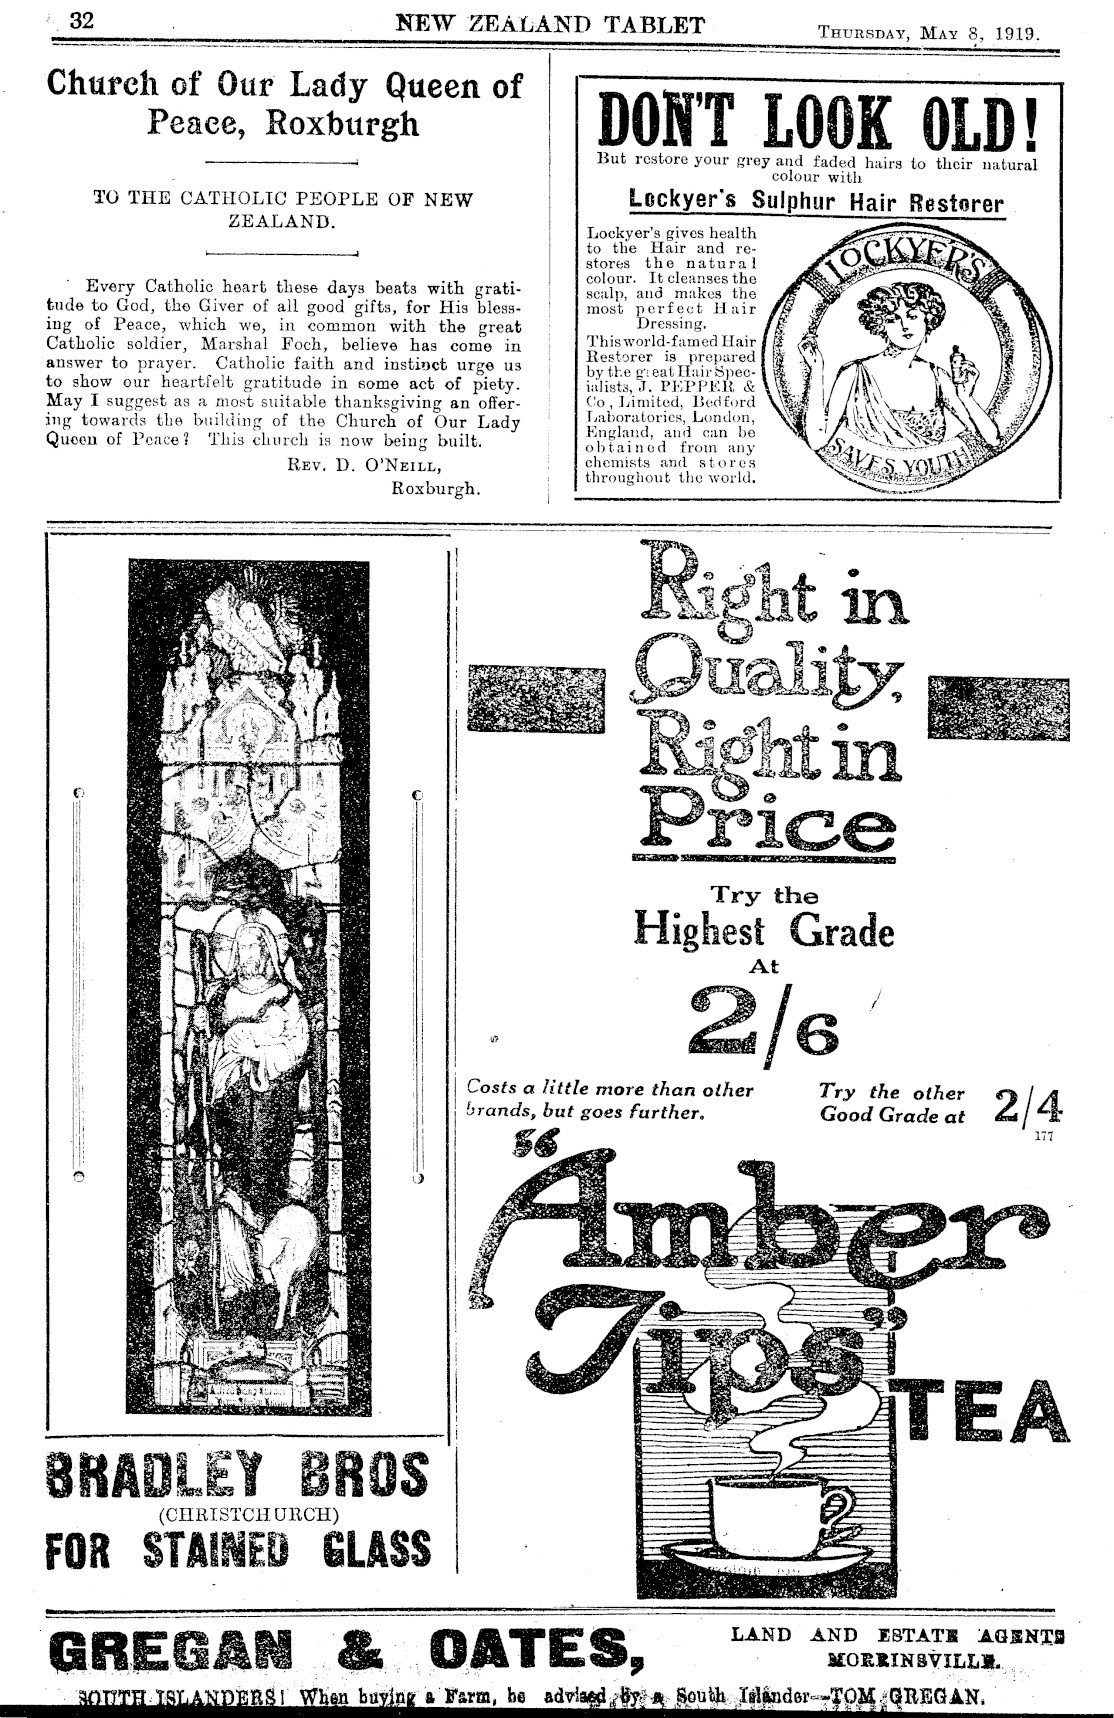 32
NEW ZEALAND TABLET
THURSDAY, MAY 8, 1919.
Church of Our Lady Queen of
Peace, Roxburgh
TO THE CATHOLIC PEOPLE OF NEW
ZEALAND.
Every Catholic heart these days beats with grati-
tude to God, the Giver of all good gifts, for His bless-
ing of Peace, which we, in common with the great
Catholic soldier, Marshal Foch, believe has come in
answer to prayer. Catholic faith and instinct urge us
to show our heartfelt gratitude in some act of piety.
May I suggest as a most suitable thanksgiving an offer-
ing towards the building of the Church of Our Lady
Queen of Peace? This church is now being built.
REV. D. O'NEILL,
Roxburgh.
DON'T LOOK OLD!
But restore your grey and faded hairs to their natural
colour with
Lockyer's Sulphur Hair Restorer
Lockyer's gives health
to the Hair and re-
stores the natural
colour. It cleanses the
scalp, and makes the
most perfect Hair
Dressing.
This world-famed Hair
Restorer is prepared
by the great Hair Spec-
ialists, J. PEPPER &
Co, Limited, Bedford
Laboratories, London,
England, and can be
obtained from any
chemists and stores
throughout the world.
LOCKYER'S
SAVES YOUTH
BRADLEY BROS
(CHRISTCHURCH)
FOR STAINED GLASS
Right in
Quality,
Right in
Price
Try the
Highest Grade
At
2/6
Costs a little more than other
brands, but goes further.
Try the other
Good Grade at 2/4
177
"Amber
Tips"
TEA
GREGAN & OATES,
LAND AND ESTATE AGENTS
MORRINSVILLE.
SOUTH ISLANDERS! When buying a Farm, be advised by a South Islander—TOM GREGAN.